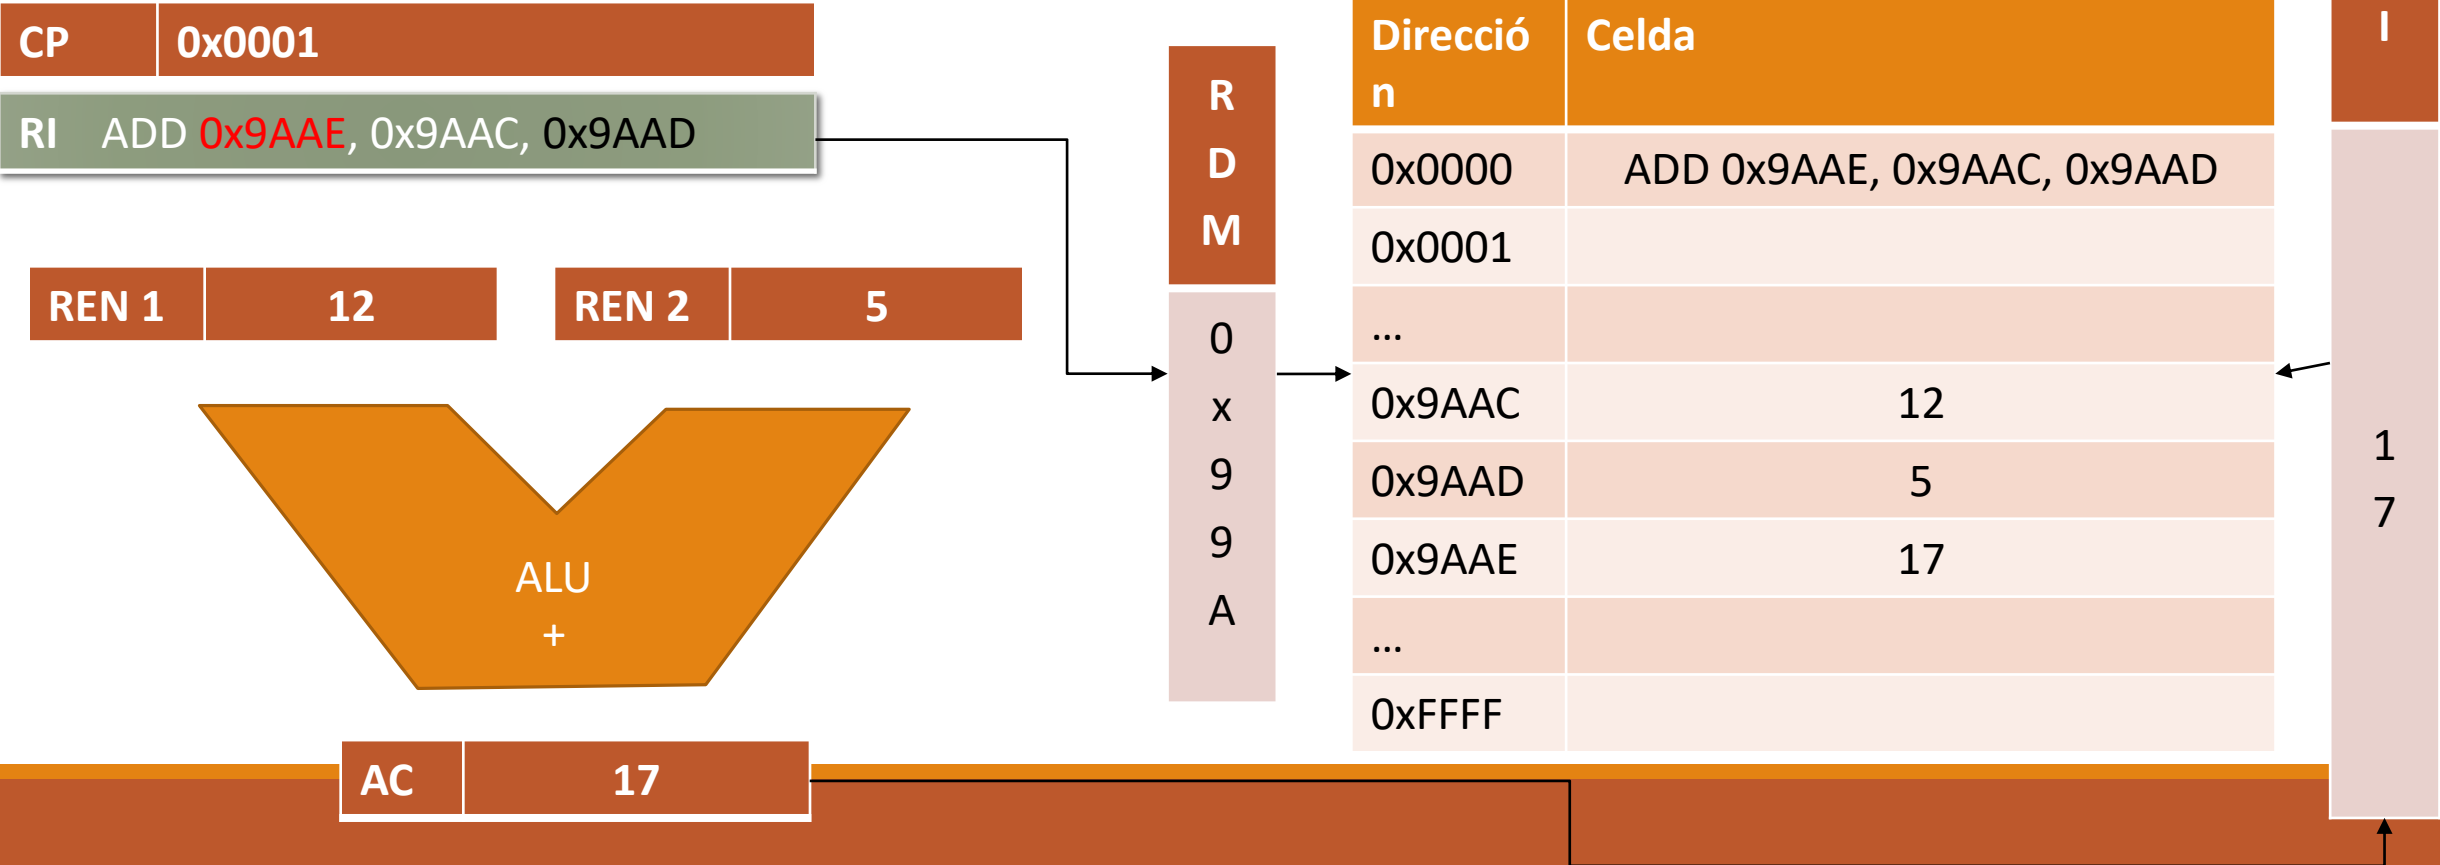 CP 0x0001
RI ADD 0x9AAE, 0x9AAC, 0x9AAD
REN 1 12
REN 2 5
ALU
+
AC 17
R
D
M
0
x
9
9
A
Direcció
n
Celda
0x0000 ADD 0x9AAE, 0x9AAC, 0x9AAD
0x0001
...
0x9AAC 12
0x9AAD 5
0x9AAE 17
...
0xFFFF
I
1
7